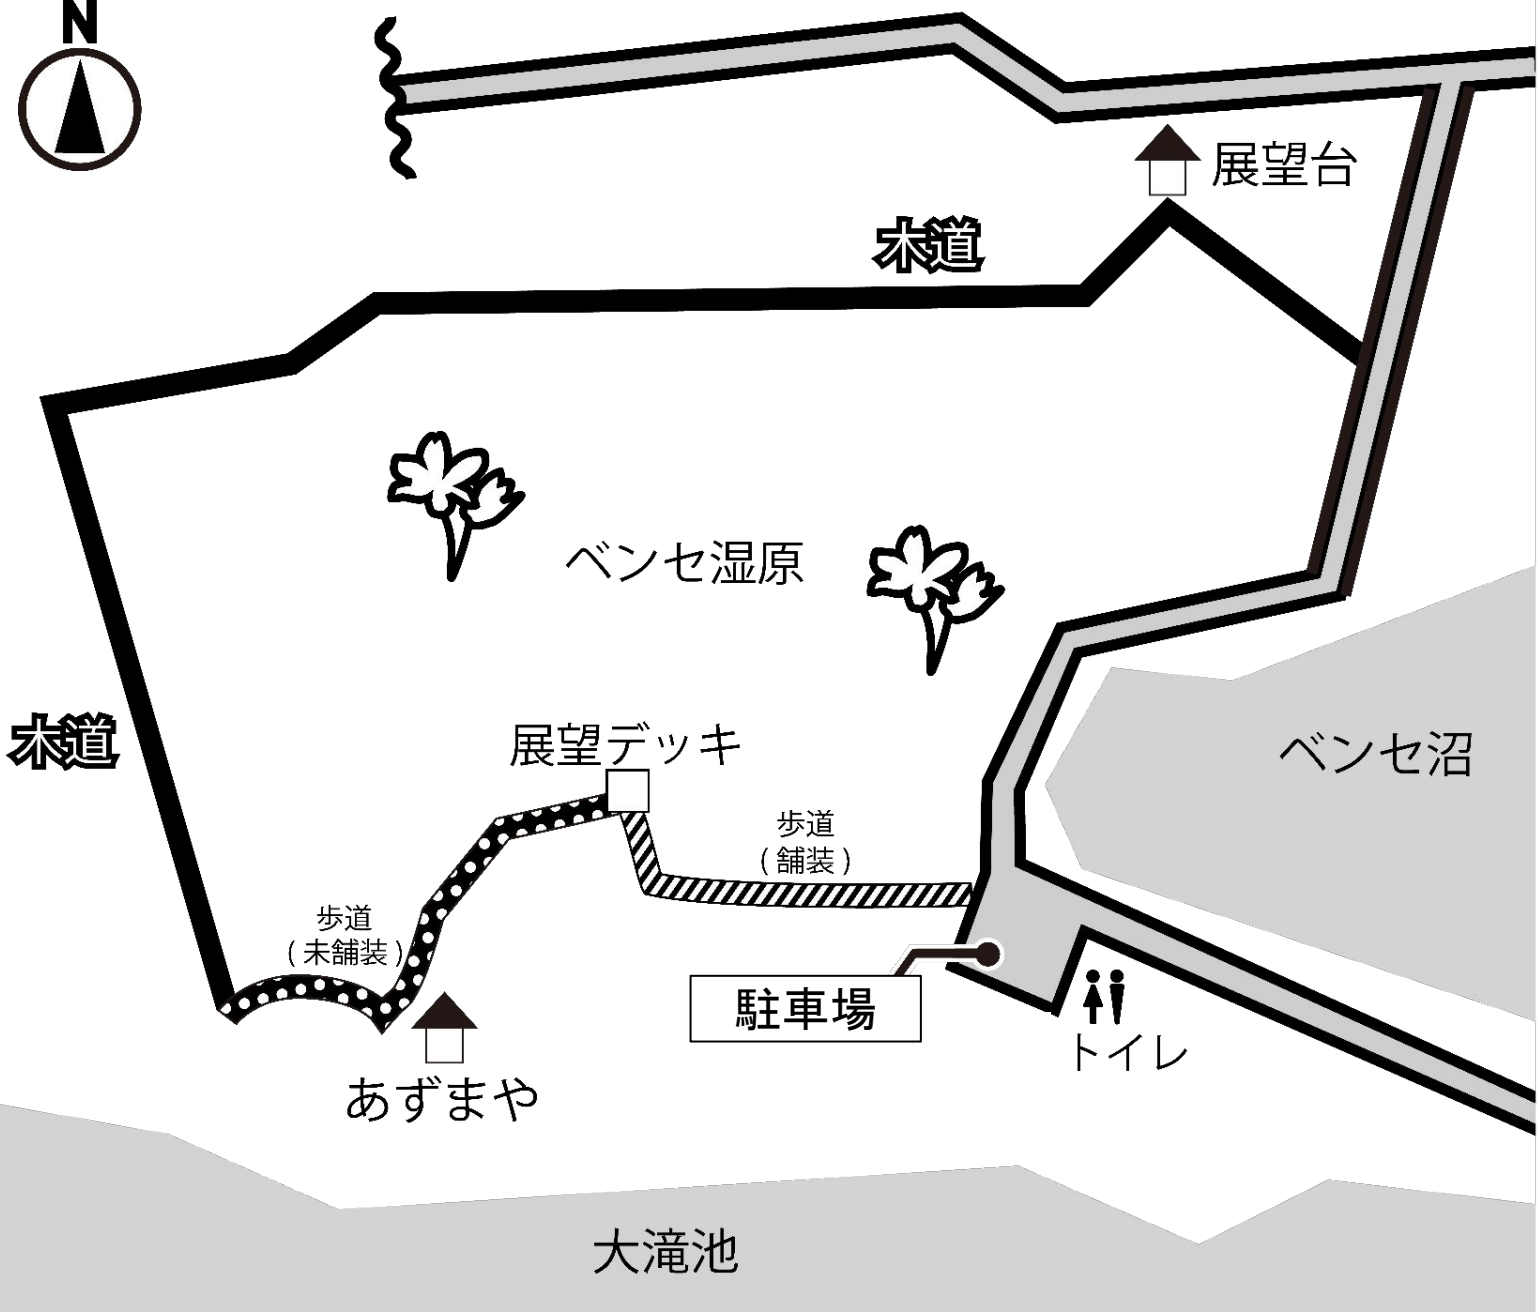 N
展望台
木道
ベンセ湿原
木道
展望デッキ
ベンセ沼
歩道
(舗装)
歩道
(未舗装)
駐車場
トイレ
あずまや
大滝池